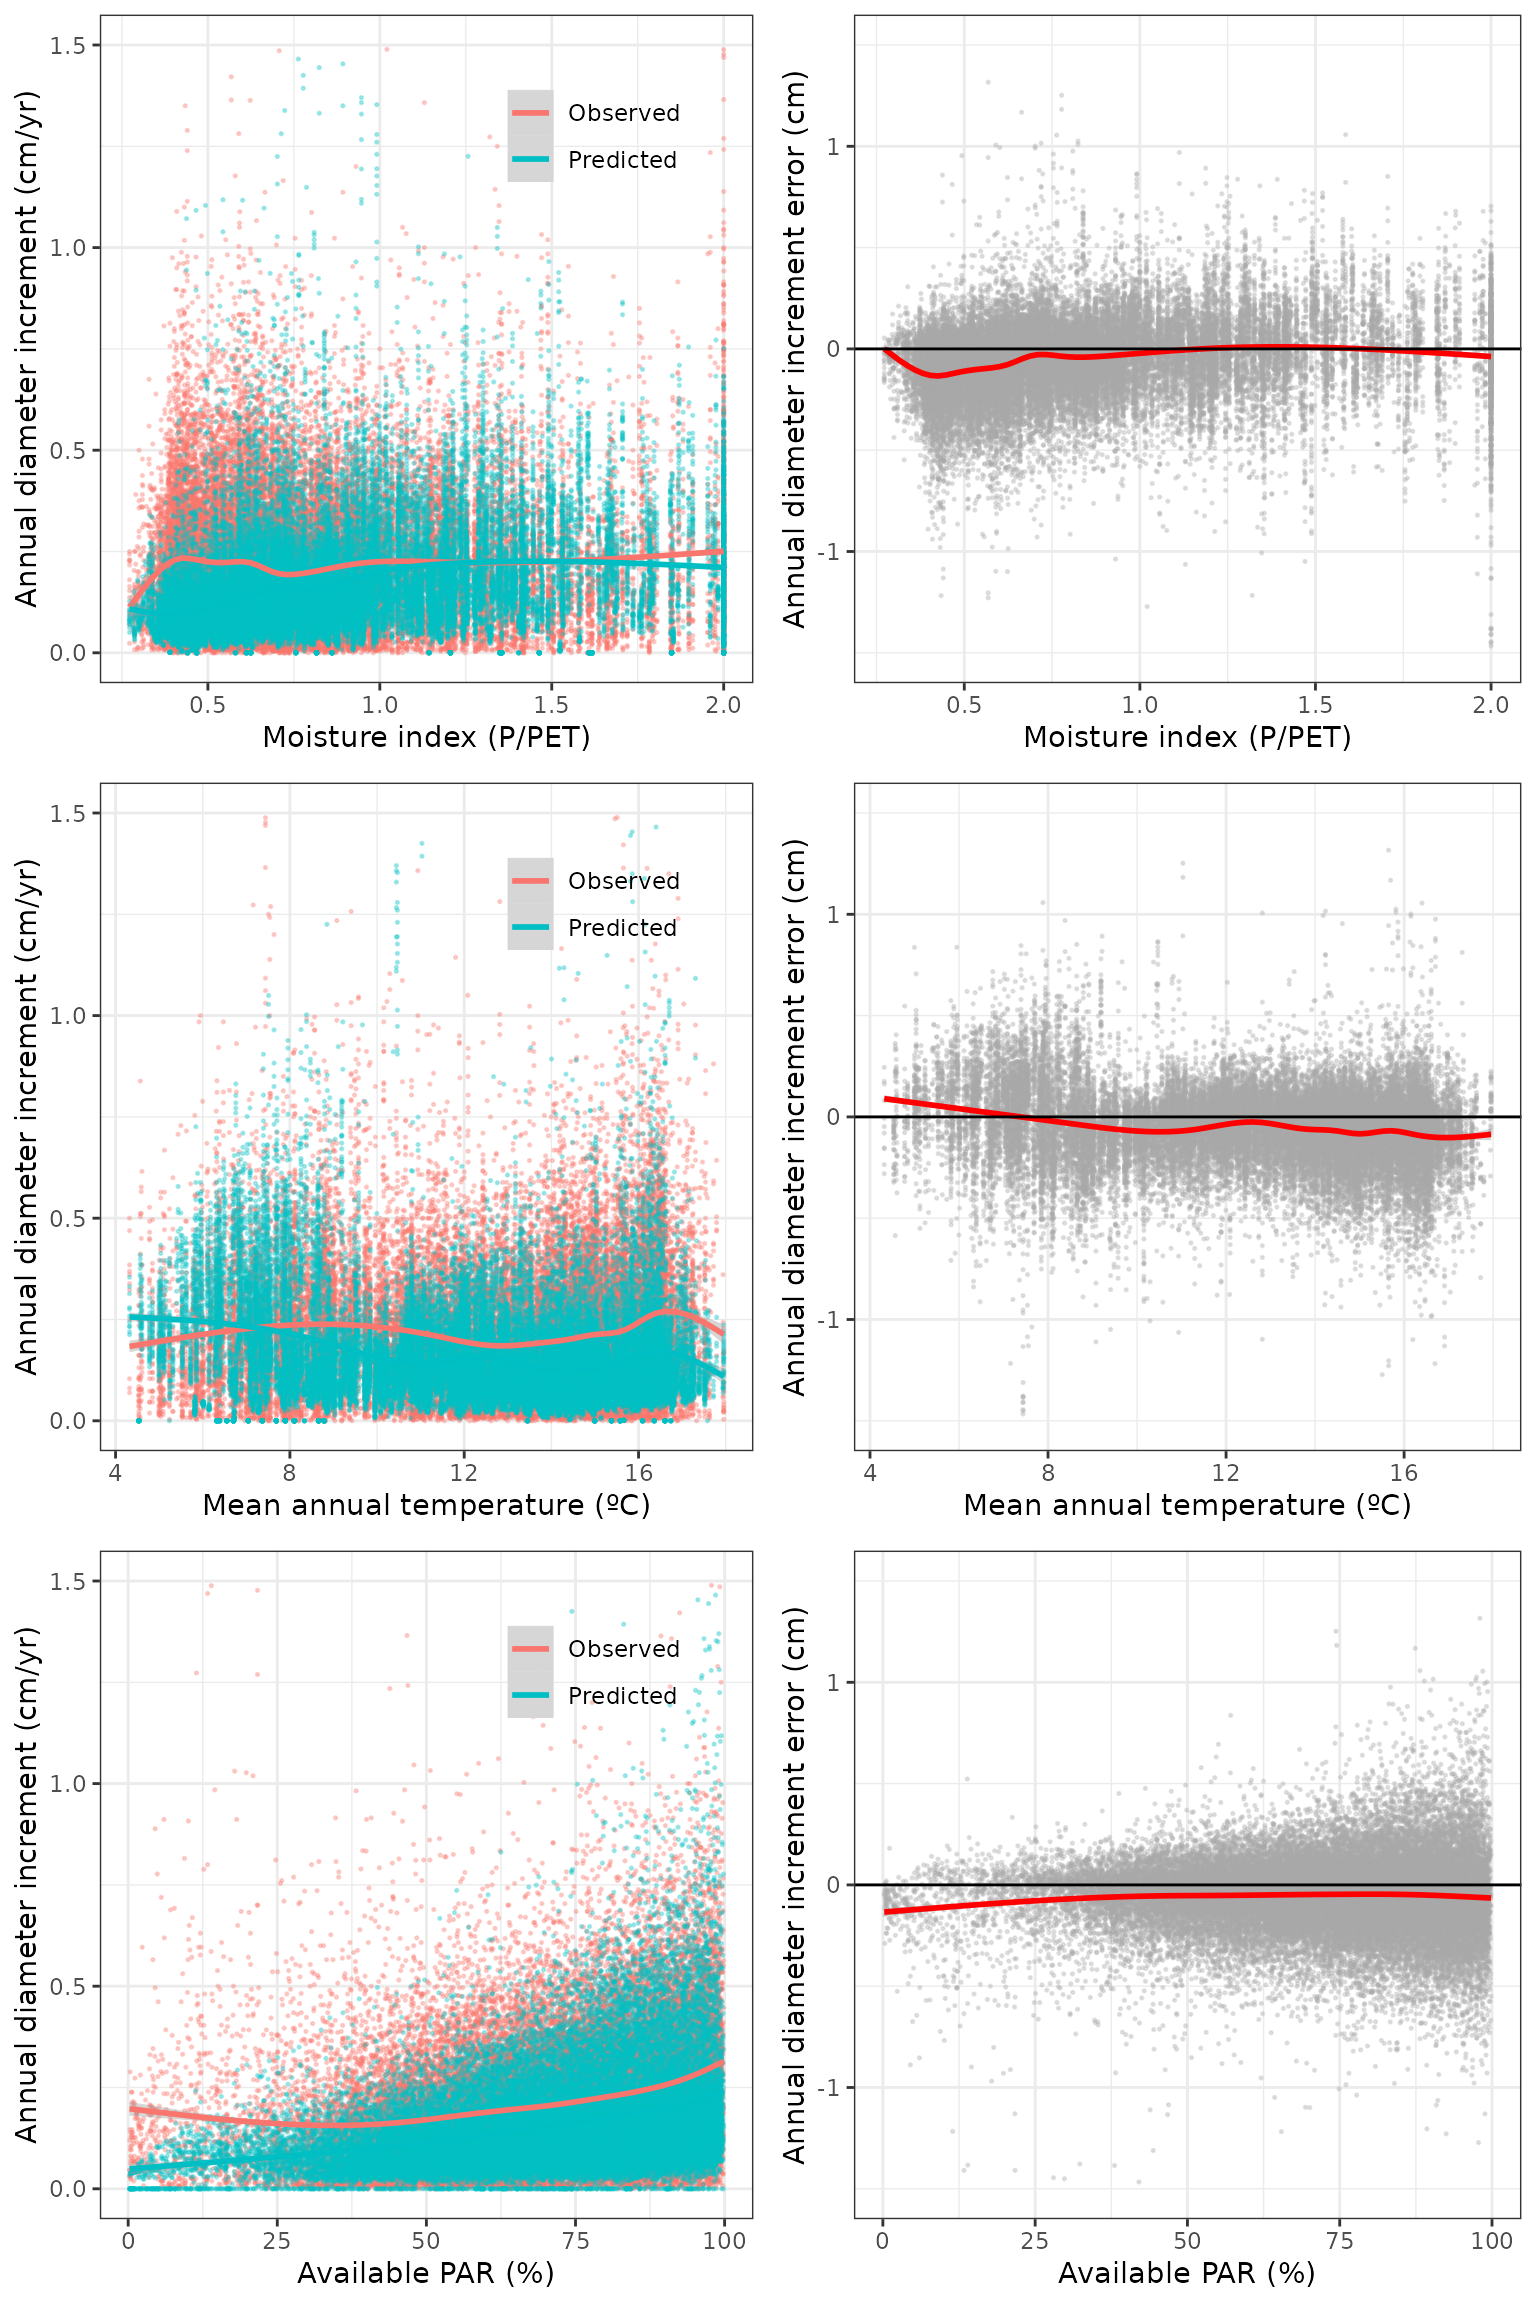 Annual diameter increment (cm/yr)
1.5
1.0
0.5
0.0
Observed
Predicted
0.5 1.0 1.5 2.0
Moisture index (P/PET)
Annual diameter increment error (cm)
1
0
-1
0.5 1.0 1.5 2.0
Moisture index (P/PET)
Annual diameter increment (cm/yr)
1.5
1.0
0.5
0.0
Observed
Predicted
4 8 12 16
Mean annual temperature (ºC)
Annual diameter increment error (cm)
1
0
-1
4 8 12 16
Mean annual temperature (ºC)
Annual diameter increment (cm/yr)
1.5
1.0
0.5
0.0
Observed
Predicted
0 25 50 75 100
Available PAR (%)
Annual diameter increment error (cm)
1
0
-1
0 25 50 75 100
Available PAR (%)